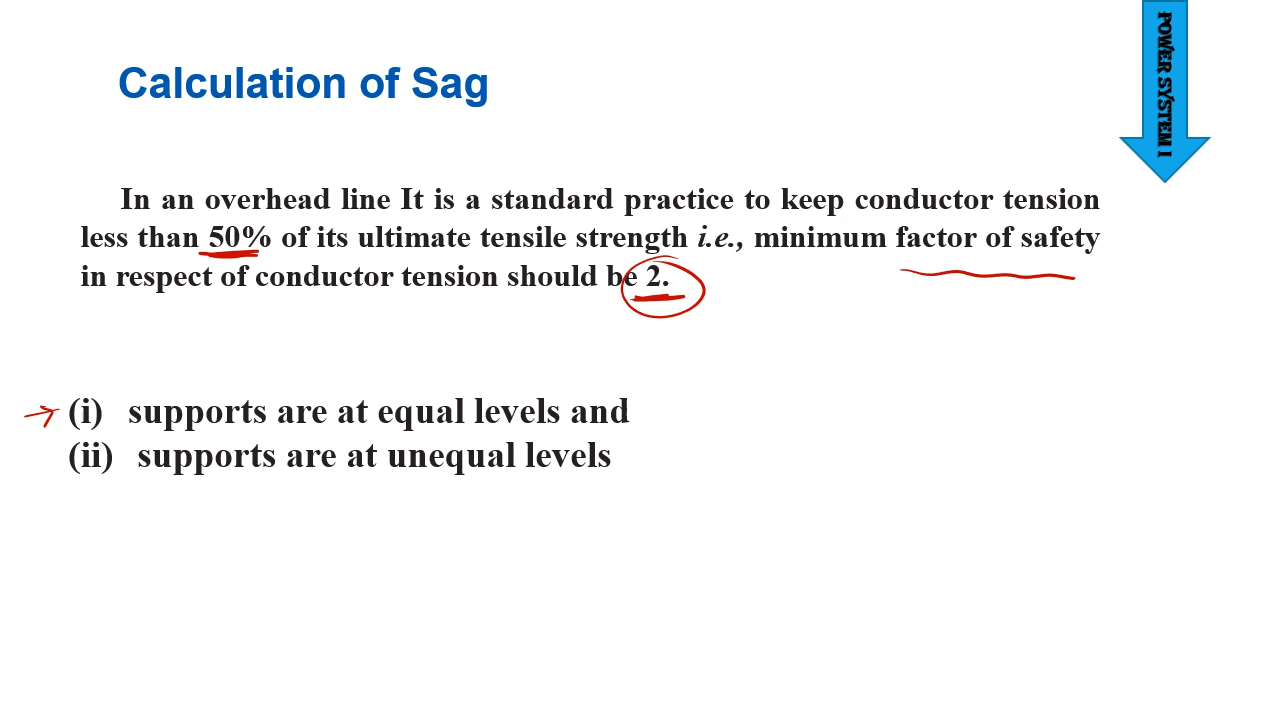 POWER SYSTEM I
Calculation of Sag
In an overhead line It is a standard practice to keep conductor tension
less than 50% of its ultimate tensile strength i.e., minimum factor of safety
in respect of conductor tension should be 2.
(i) supports are at equal levels and
(ii) supports are at unequal levels